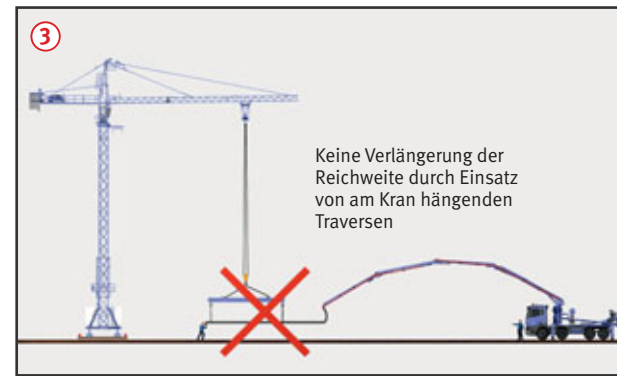 3
Keine Verlängerung der
Reichweite durch Einsatz
von am Kran hängenden
Traversen